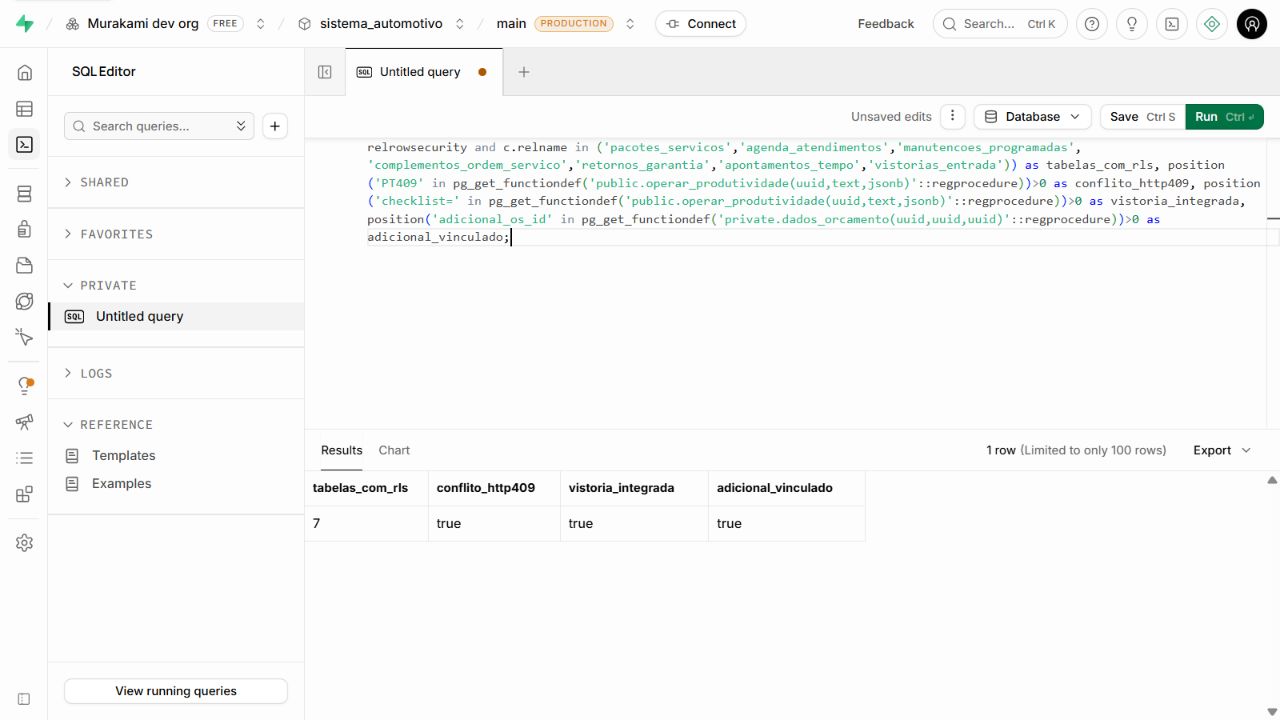 Murakami dev org FREE / sistema_automotivo / main PRODUCTION Connect Feedback Search... Ctrl K
SQL Editor
SQL Untitled query
Search queries...
Unsaved edits Database Save Ctrl S Run Ctrl ↵
relrowsecurity and c.relname in ('pacotes_servicos','agenda_atendimentos','manutencoes_programadas',
'complementos_ordem_servico','retornos_garantia','apontamentos_tempo','vistorias_entrada')) as tabelas_com_rls, position
('PT409' in pg_get_functiondef('public.operar_produtividade(uuid,text,jsonb)'::regprocedure))>0 as conflito_http409, position
('checklist=' in pg_get_functiondef('public.operar_produtividade(uuid,text,jsonb)'::regprocedure))>0 as vistoria_integrada,
position('adicional_os_id' in pg_get_functiondef('private.dados_orcamento(uuid,uuid,uuid)'::regprocedure))>0 as
adicional_vinculado;
SHARED
FAVORITES
PRIVATE
SQL Untitled query
LOGS
REFERENCE
Templates
Examples
View running queries
Results Chart 1 row (Limited to only 100 rows) Export
tabelas_com_rls conflito_http409 vistoria_integrada adicional_vinculado
7 true true true